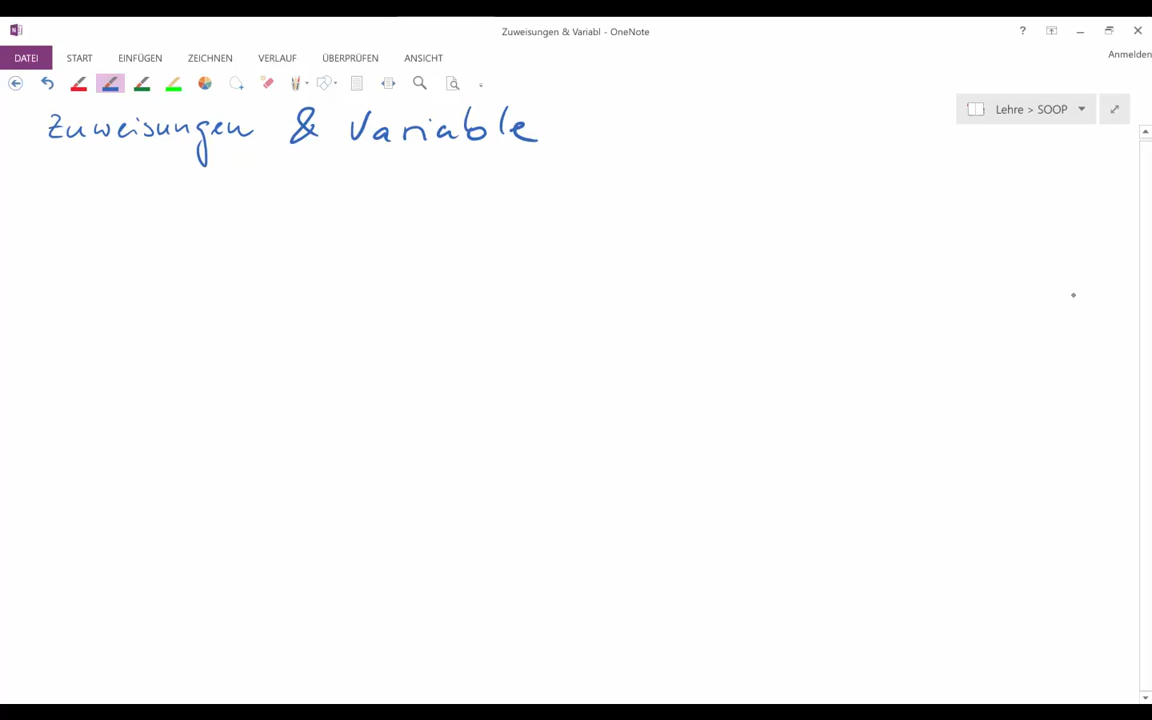 Zuweisungen & Variabl - OneNote
DATEI START EINFÜGEN ZEICHNEN VERLAUF ÜBERPRÜFEN ANSICHT
Anmelden
Lehre > SOOP
Zuweisungen & Variable